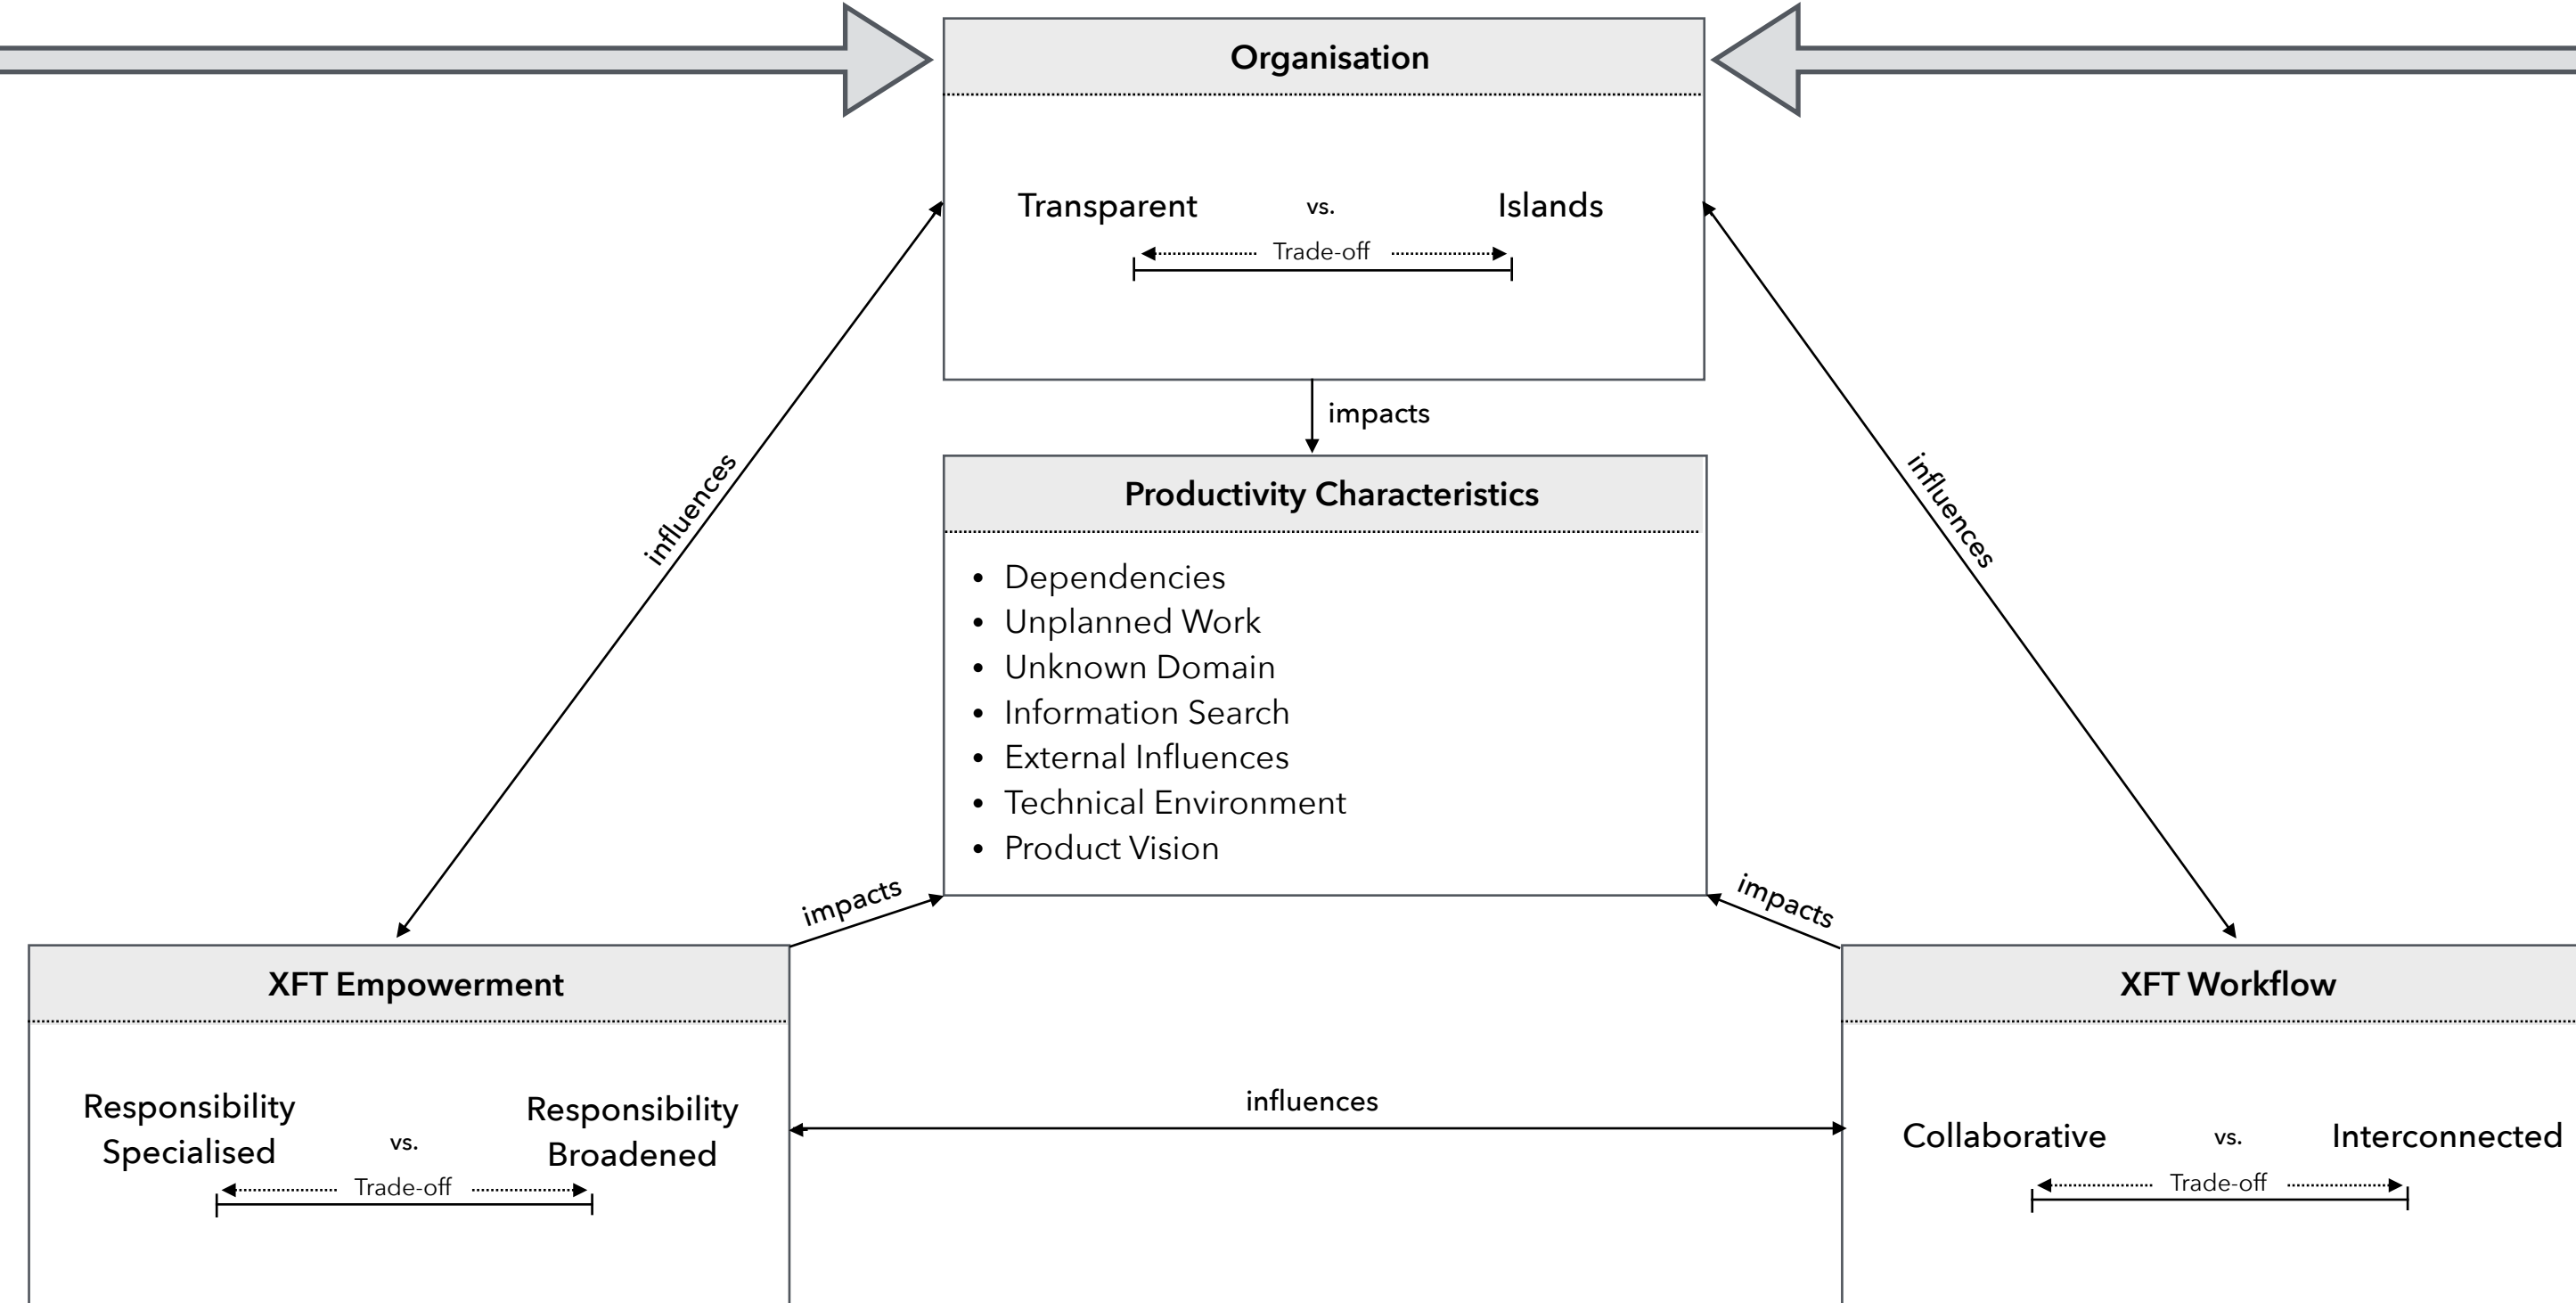 Organisation
Transparent vs. Islands
Trade-off
impacts
influences
influences
Productivity Characteristics
• Dependencies
• Unplanned Work
• Unknown Domain
• Information Search
• External Influences
• Technical Environment
• Product Vision
impacts
impacts
XFT Empowerment
Responsibility Specialised vs. Responsibility Broadened
Trade-off
influences
XFT Workflow
Collaborative vs. Interconnected
Trade-off